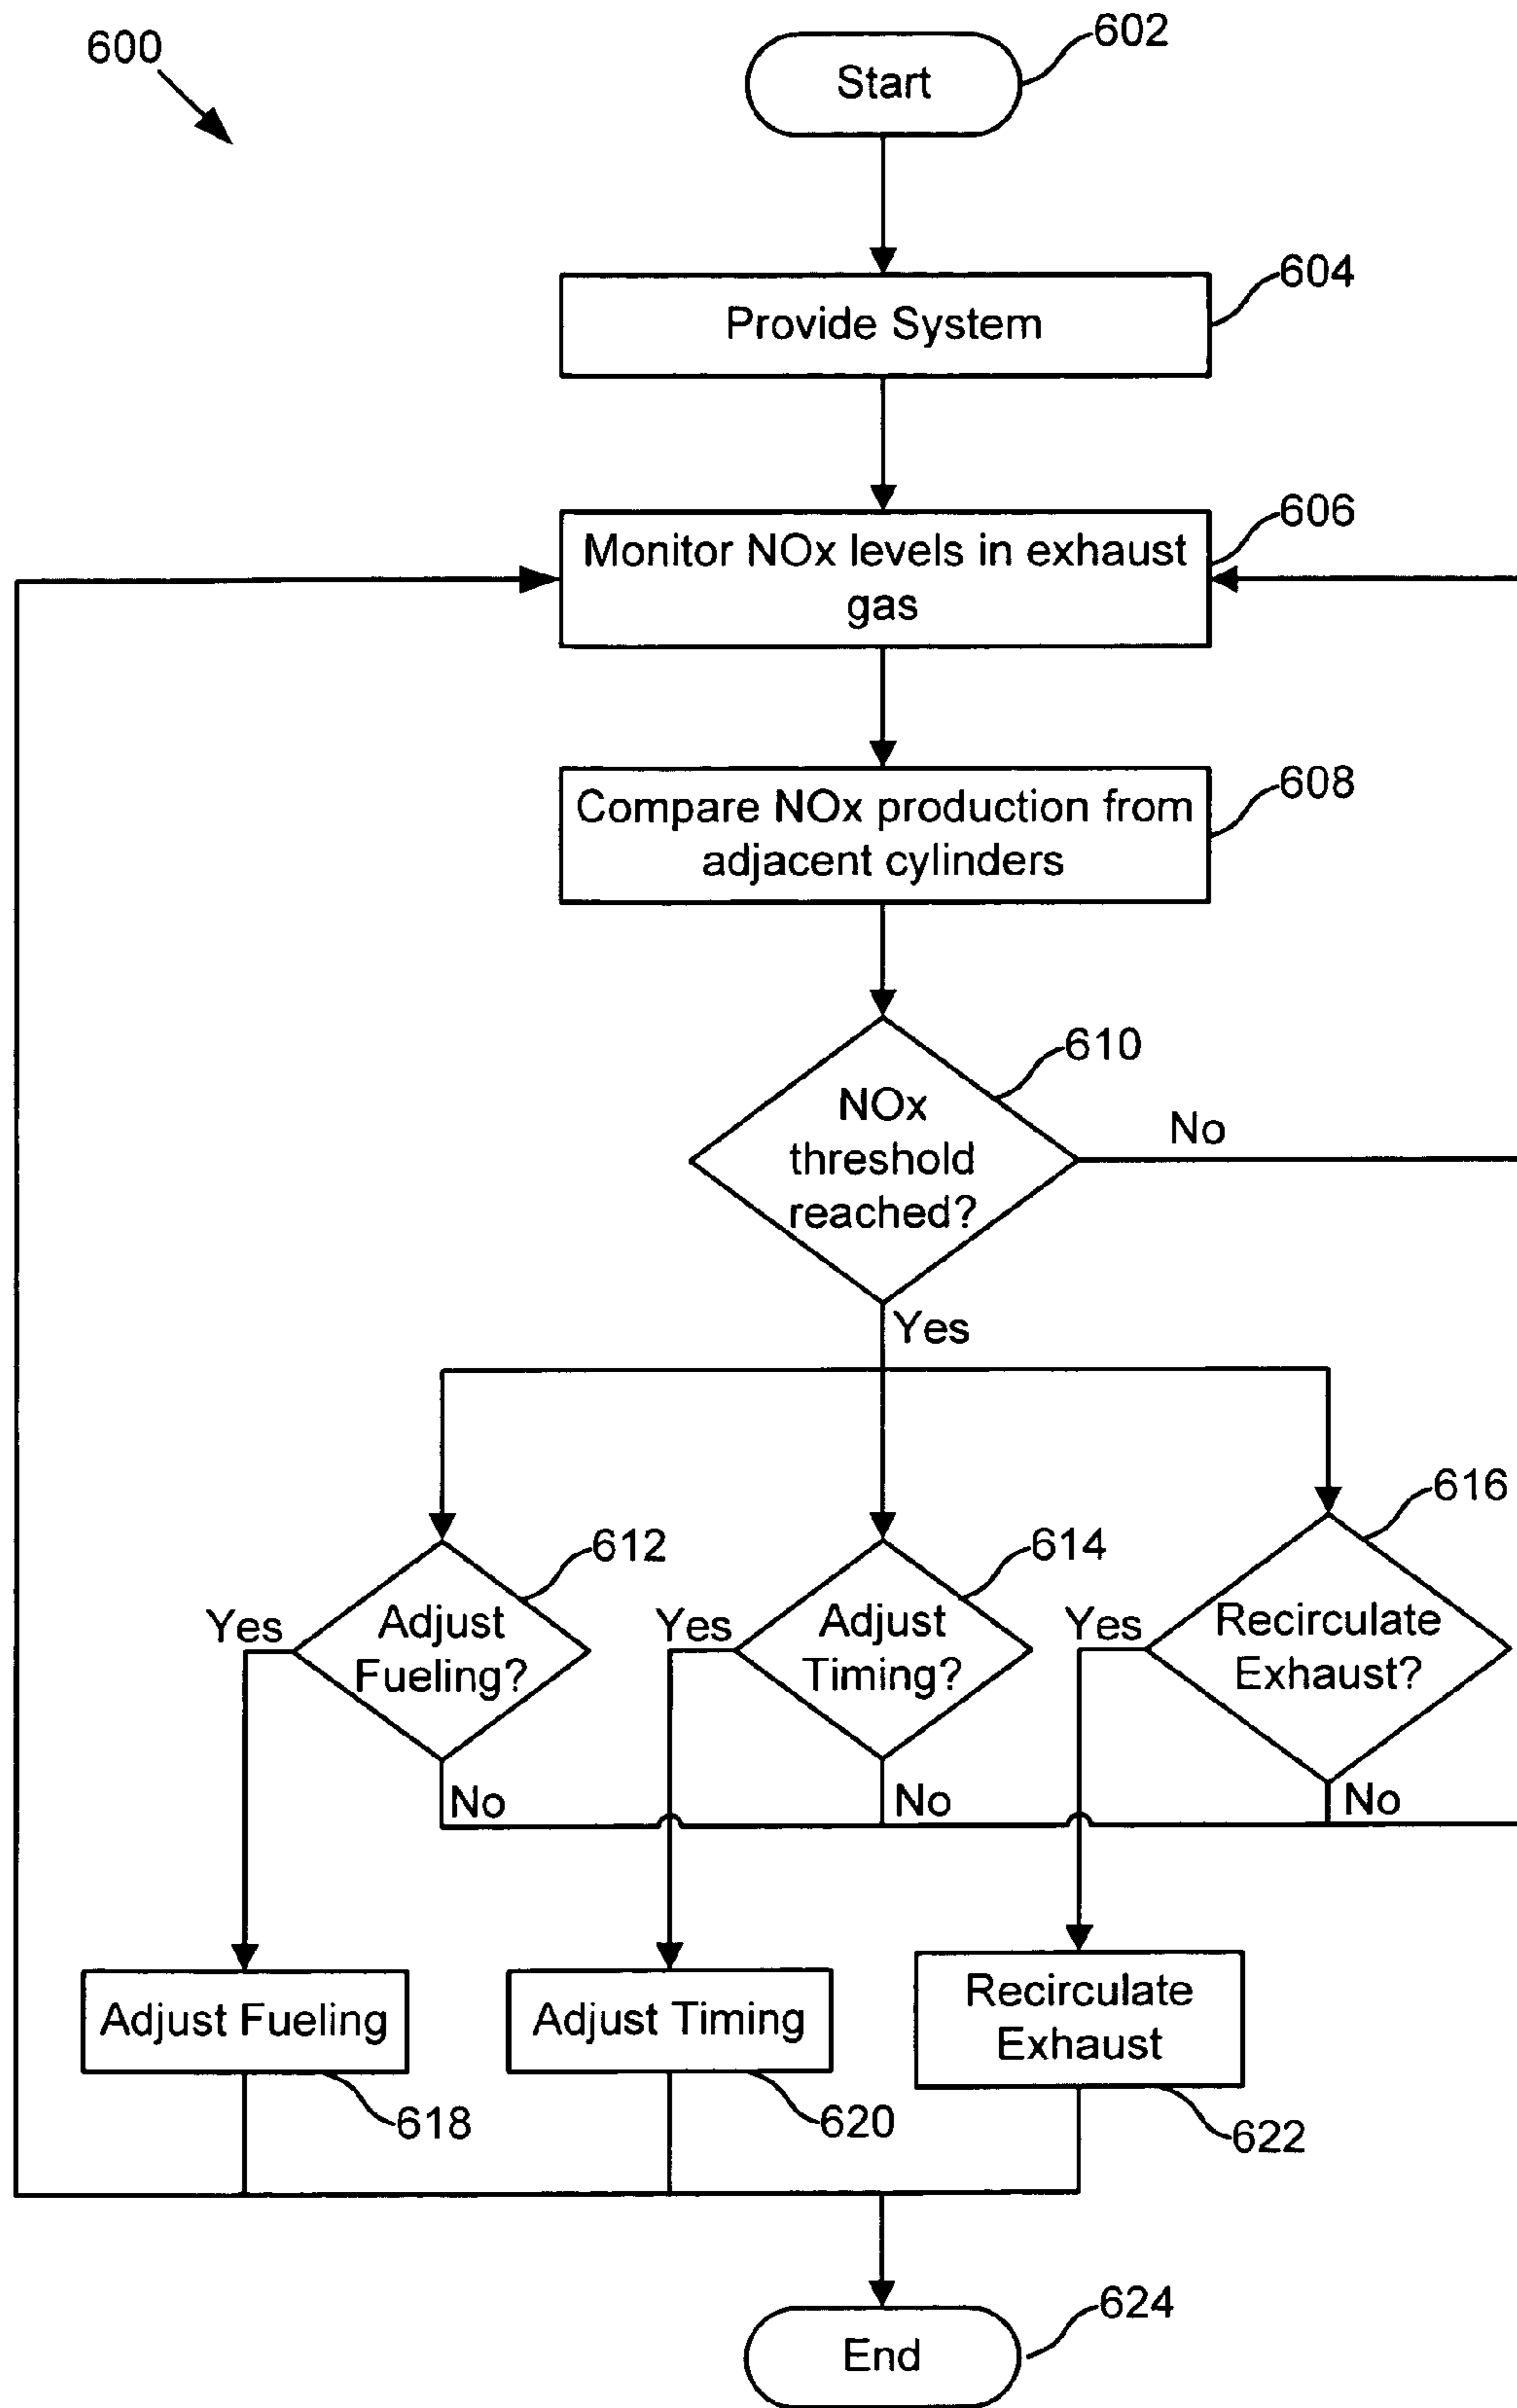 600
602
Start
604
Provide System
606
Monitor NOx levels in exhaust
gas
608
Compare NOx production from
adjacent cylinders
610
NOx
threshold
reached?
No
Yes
612
614
616
Yes
Adjust
Fueling?
Yes
Adjust
Timing?
Yes
Recirculate
Exhaust?
No
No
No
Adjust Fueling
Adjust Timing
Recirculate
Exhaust
618
620
622
624
End